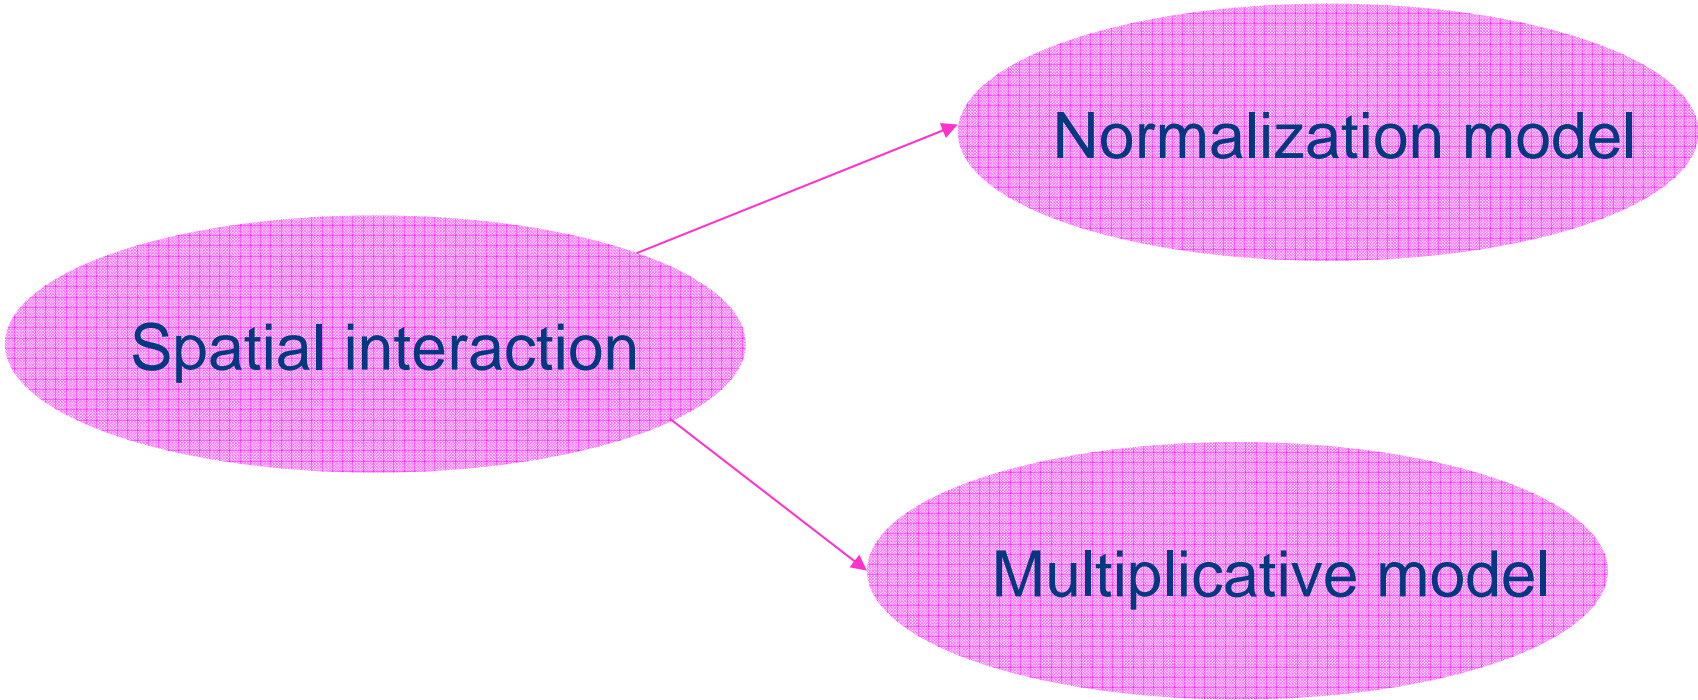 Normalization model
Spatial interaction
Multiplicative model